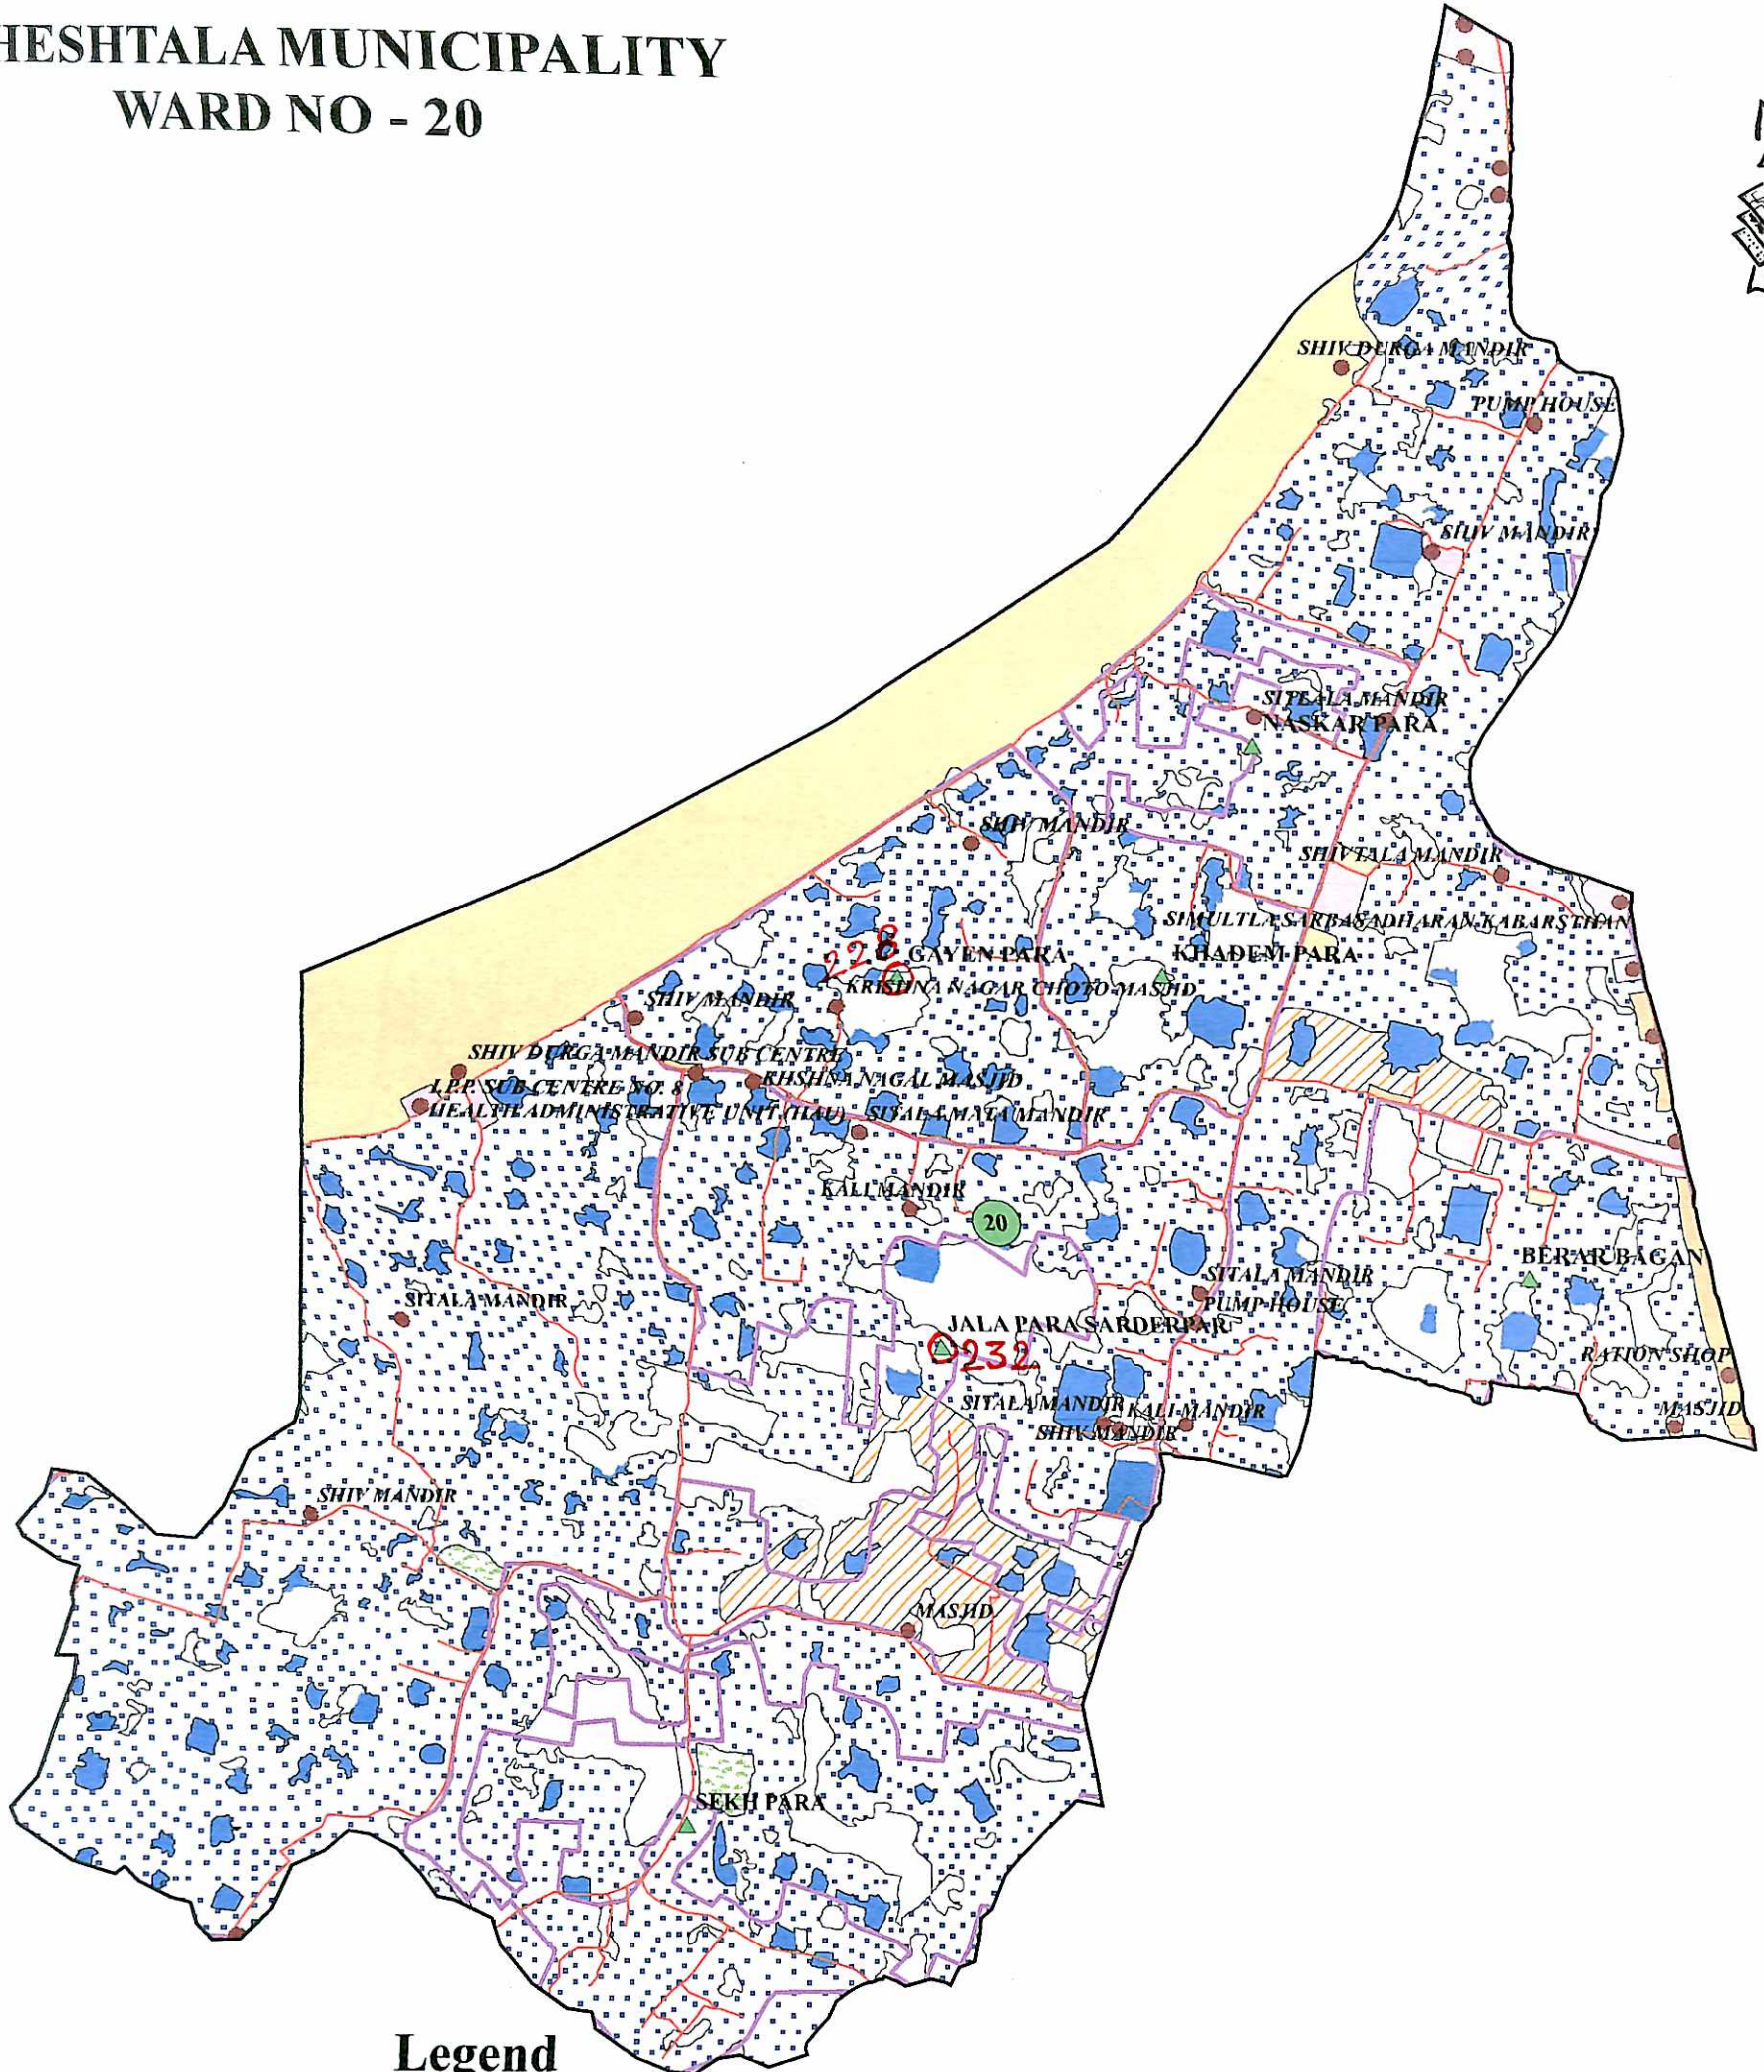 HESHTALA MUNICIPALITY
WARD NO - 20
SHIV DURGA MANDIR
PUMP HOUSE
SHIV MANDIR
SITLALA MANDIR
NASKAR PARA
SHIV MANDIR
SHIVTALA MANDIR
SIMULTLA SARBASADHARAN KABARSTHAN
228
GAYEN PARA
KHADEM PARA
KRISHNA NAGAR CHOTO MASJID
SHIV MANDIR
SHIV DURGA MANDIR SUB CENTRE
I.P.P. SUB CENTRE NO. 8
KRISHNA NAGAL MASJID
HEALTH ADMINISTRATIVE UNIT (HAU)
SITALA MATA MANDIR
KALI MANDIR
20
BERAR BAGAN
SITALA MANDIR
PUMP HOUSE
SITALA MANDIR
JALA PARA SARDERPAR
232
RATION SHOP
SITALA MANDIR
KALI MANDIR
MASJID
SHIV MANDIR
SHIV MANDIR
MASJID
SEKH PARA
Legend